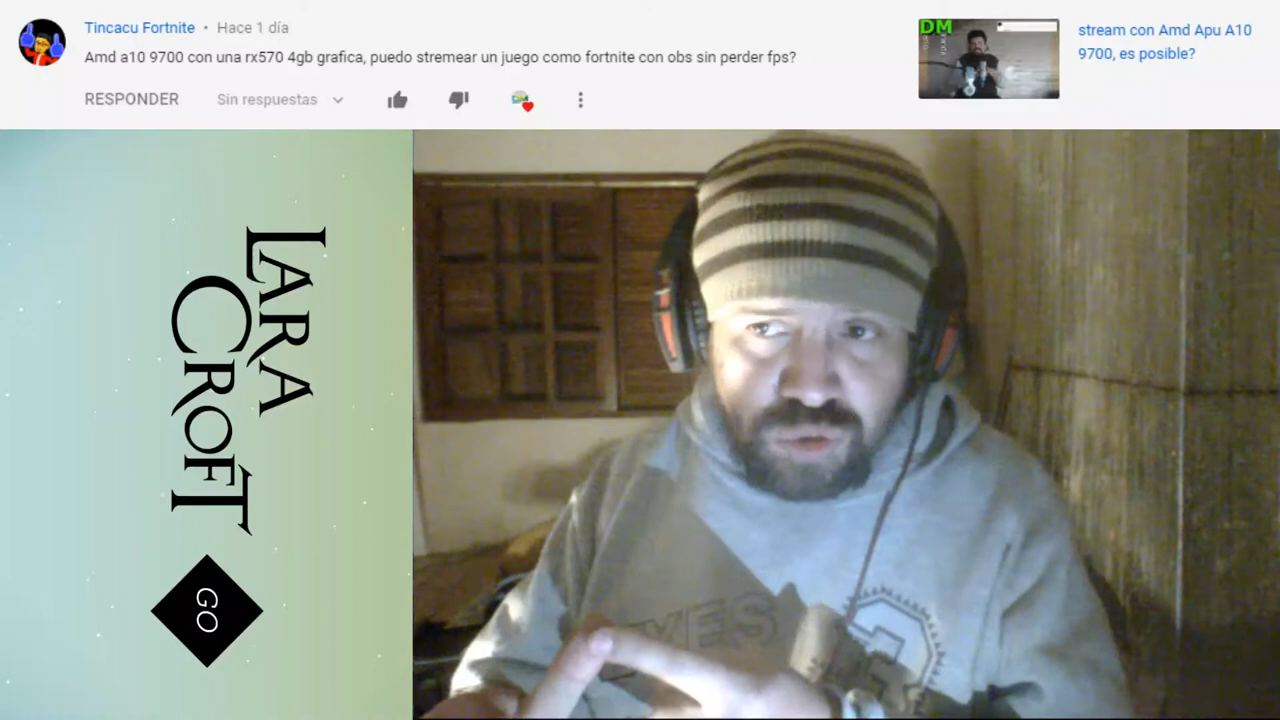 Tincacu Fortnite • Hace 1 día
Amd a10 9700 con una rx570 4gb grafica, puedo stremear un juego como fortnite con obs sin perder fps?
RESPONDER Sin respuestas
DM
stream con Amd Apu A10
9700, es posible?
LARA
CROFT
GO